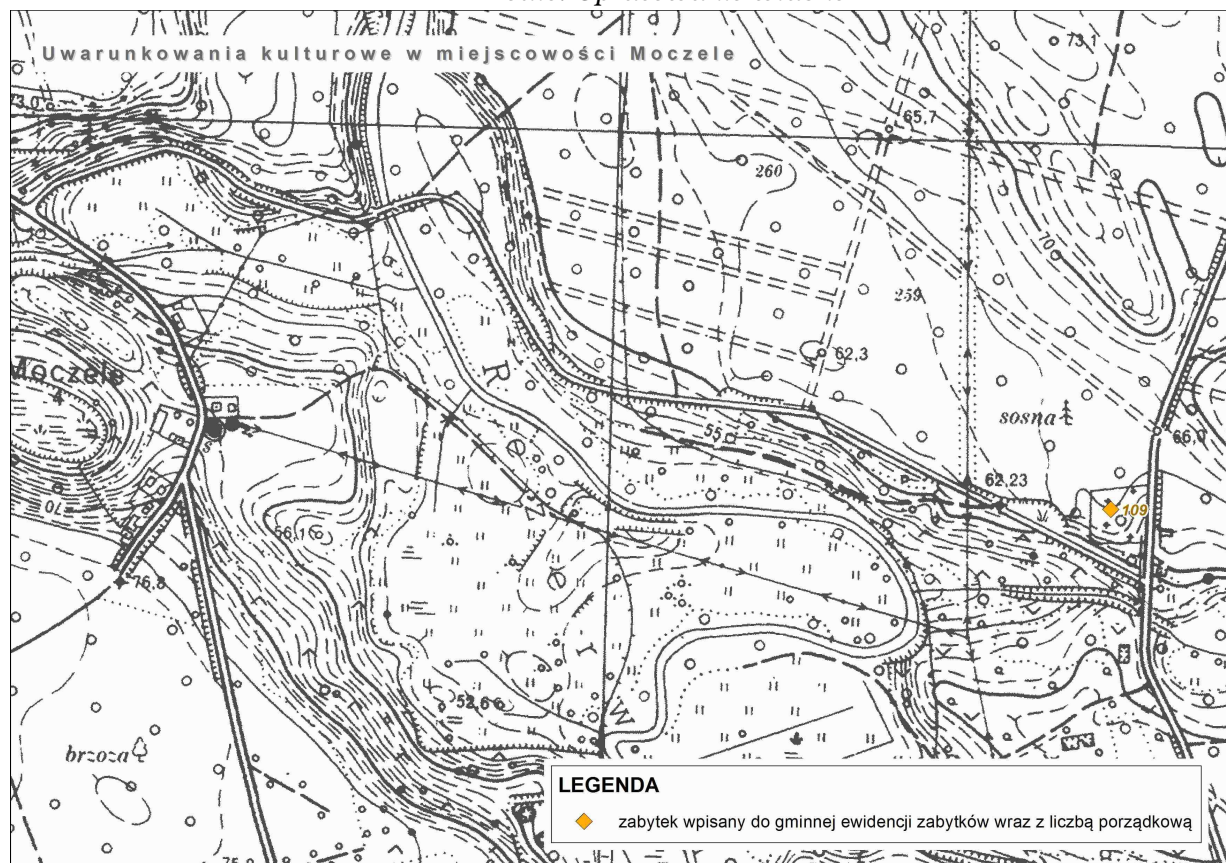 Uwarunkowania kulturowe w miejscowości Moczele
73,0
73,1
65,7
260
70
259
62,3
Moczele
4
R
sosna
66,0
55
62,23
109
56,1
70
76,8
52,6
W
brzoza
LEGENDA
zabytek wpisany do gminnej ewidencji zabytków wraz z liczbą porządkową